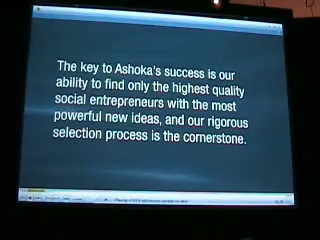 The key to Ashoka's success is our
ability to find only the highest quality
social entrepreneurs with the most
powerful new ideas, and our rigorous
selection process is the cornerstone.